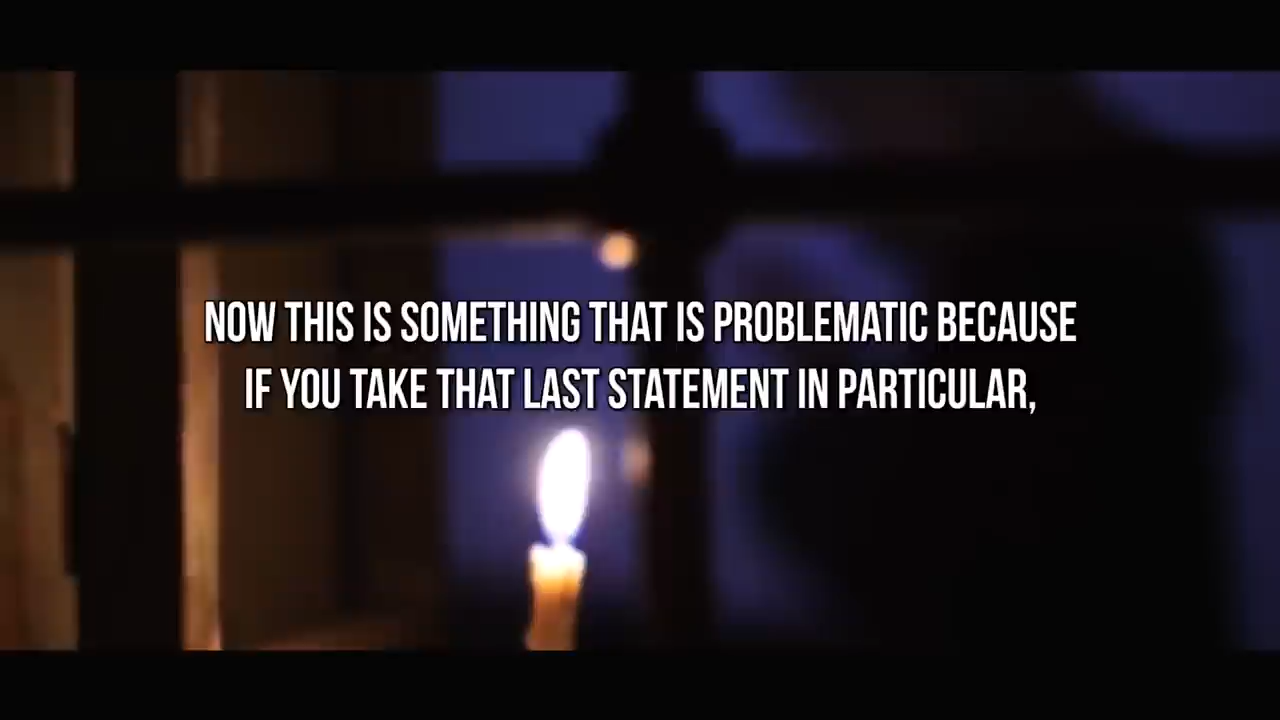 NOW THIS IS SOMETHING THAT IS PROBLEMATIC BECAUSE
IF YOU TAKE THAT LAST STATEMENT IN PARTICULAR,